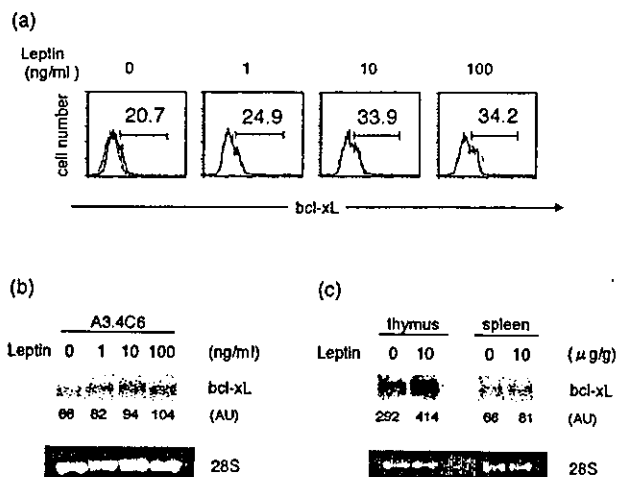 (a)
Leptin
(ng/ml) 0 1 10 100
cell number
20.7 24.9 33.9 34.2
bcl-xL
(b)
A3.4C6
Leptin 0 1 10 100 (ng/ml)
bcl-xL
66 82 94 104 (AU)
28S
(c)
thymus spleen
Leptin 0 10 0 10 (μg/g)
bcl-xL
292 414 66 81 (AU)
28S